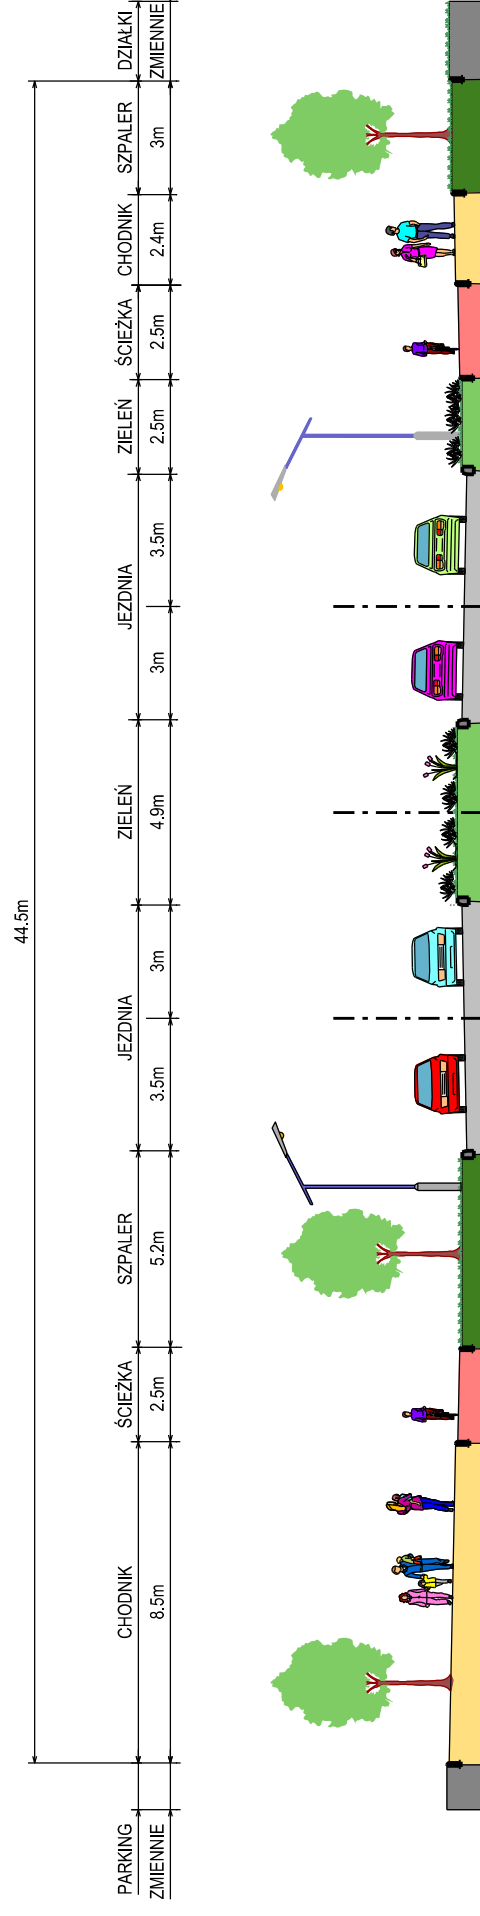 44.5m
PARKING CHODNIK ŚCIEŻKA SZPALER JEZDNIA ZIELEŃ JEZDNIA ZIELEŃ ŚCIEŻKA CHODNIK SZPALER DZIAŁKI
ZMIENNIE 8.5m 2.5m 5.2m 3.5m 3m 4.9m 3m 3.5m 2.5m 2.5m 2.4m 3m ZMIENNIE